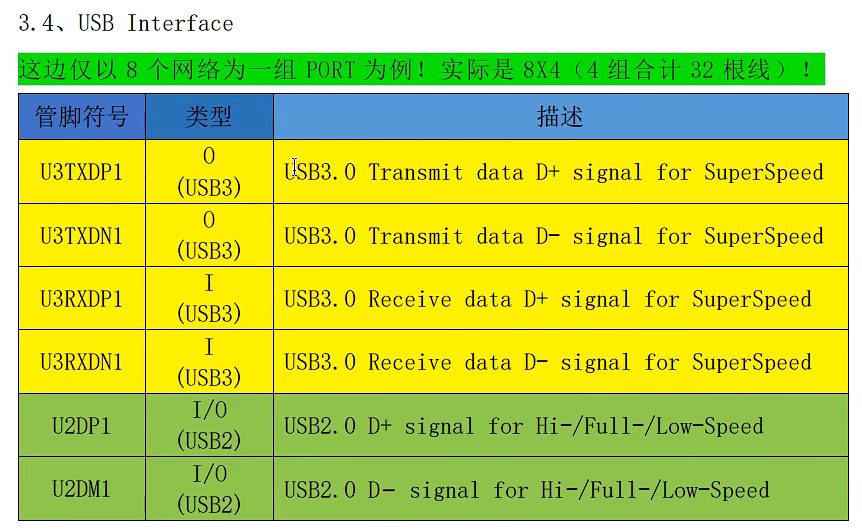 3.4、USB Interface
这边仅以 8 个网络为一组 PORT 为例！实际是 8X4（4 组合计 32 根线）！
管脚符号 类型 描述
U3TXDP1 O (USB3) USB3.0 Transmit data D+ signal for SuperSpeed
U3TXDN1 O (USB3) USB3.0 Transmit data D- signal for SuperSpeed
U3RXDP1 I (USB3) USB3.0 Receive data D+ signal for SuperSpeed
U3RXDN1 I (USB3) USB3.0 Receive data D- signal for SuperSpeed
U2DP1 I/O (USB2) USB2.0 D+ signal for Hi-/Full-/Low-Speed
U2DM1 I/O (USB2) USB2.0 D- signal for Hi-/Full-/Low-Speed